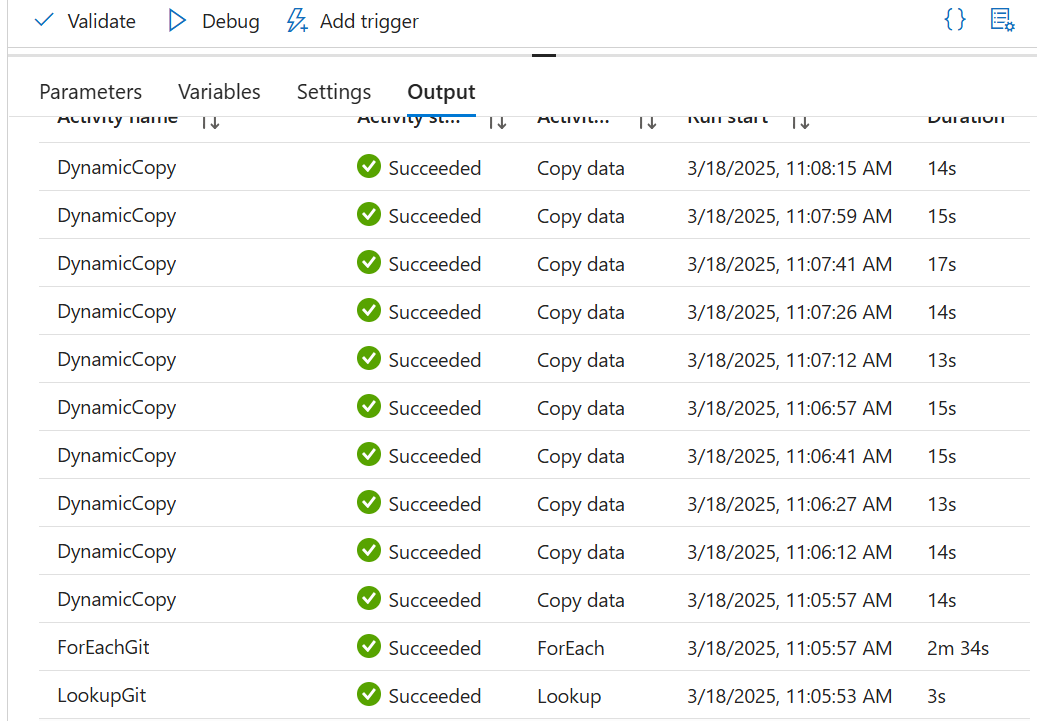 Validate Debug Add trigger {}
Parameters Variables Settings Output
Activity name Activity st... Activit... Run start Duration
DynamicCopy Succeeded Copy data 3/18/2025, 11:08:15 AM 14s
DynamicCopy Succeeded Copy data 3/18/2025, 11:07:59 AM 15s
DynamicCopy Succeeded Copy data 3/18/2025, 11:07:41 AM 17s
DynamicCopy Succeeded Copy data 3/18/2025, 11:07:26 AM 14s
DynamicCopy Succeeded Copy data 3/18/2025, 11:07:12 AM 13s
DynamicCopy Succeeded Copy data 3/18/2025, 11:06:57 AM 15s
DynamicCopy Succeeded Copy data 3/18/2025, 11:06:41 AM 15s
DynamicCopy Succeeded Copy data 3/18/2025, 11:06:27 AM 13s
DynamicCopy Succeeded Copy data 3/18/2025, 11:06:12 AM 14s
DynamicCopy Succeeded Copy data 3/18/2025, 11:05:57 AM 14s
ForEachGit Succeeded ForEach 3/18/2025, 11:05:57 AM 2m 34s
LookupGit Succeeded Lookup 3/18/2025, 11:05:53 AM 3s